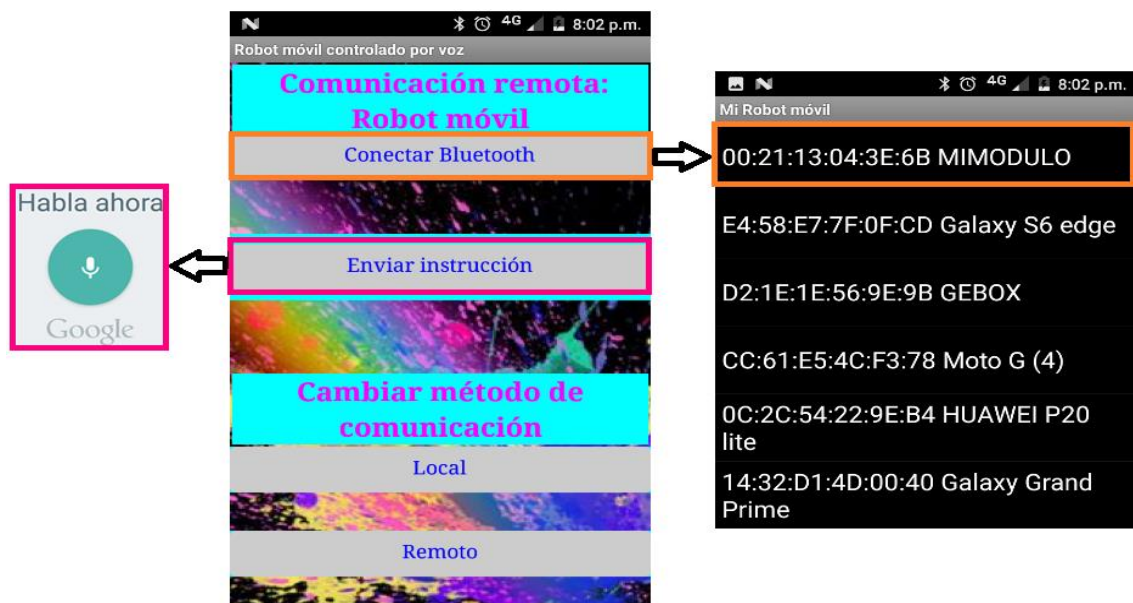 Habla ahora
Google
4G 8:02 p.m.
Robot móvil controlado por voz
Comunicación remota:
Robot móvil
Conectar Bluetooth
Enviar instrucción
Cambiar método de
comunicación
Local
Remoto
4G 8:02 p.m.
Mi Robot móvil
00:21:13:04:3E:6B MIMODULO
E4:58:E7:7F:0F:CD Galaxy S6 edge
D2:1E:1E:56:9E:9B GEBOX
CC:61:E5:4C:F3:78 Moto G (4)
0C:2C:54:22:9E:B4 HUAWEI P20
lite
14:32:D1:4D:00:40 Galaxy Grand
Prime